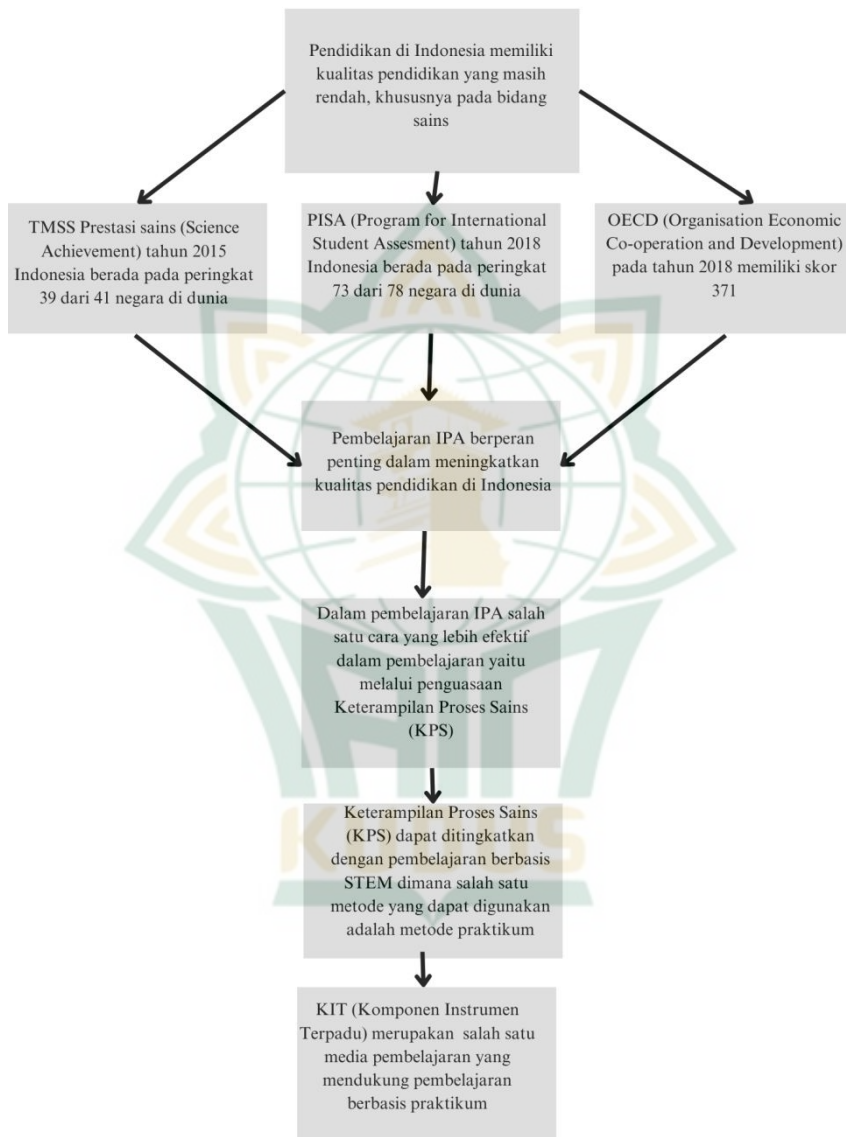 Pendidikan di Indonesia memiliki
kualitas pendidikan yang masih
rendah, khususnya pada bidang
sains
TMSS Prestasi sains (Science
Achievement) tahun 2015
Indonesia berada pada peringkat
39 dari 41 negara di dunia
PISA (Program for International
Student Assesment) tahun 2018
Indonesia berada pada peringkat
73 dari 78 negara di dunia
OECD (Organisation Economic
Co-operation and Development)
pada tahun 2018 memiliki skor
371
Pembelajaran IPA berperan
penting dalam meningkatkan
kualitas pendidikan di Indonesia
Dalam pembelajaran IPA salah
satu cara yang lebih efektif
dalam pembelajaran yaitu
melalui penguasaan
Keterampilan Proses Sains
(KPS)
Keterampilan Proses Sains
(KPS) dapat ditingkatkan
dengan pembelajaran berbasis
STEM dimana salah satu
metode yang dapat digunakan
adalah metode praktikum
KUDUS
KIT (Komponen Instrumen
Terpadu) merupakan salah satu
media pembelajaran yang
mendukung pembelajaran
berbasis praktikum